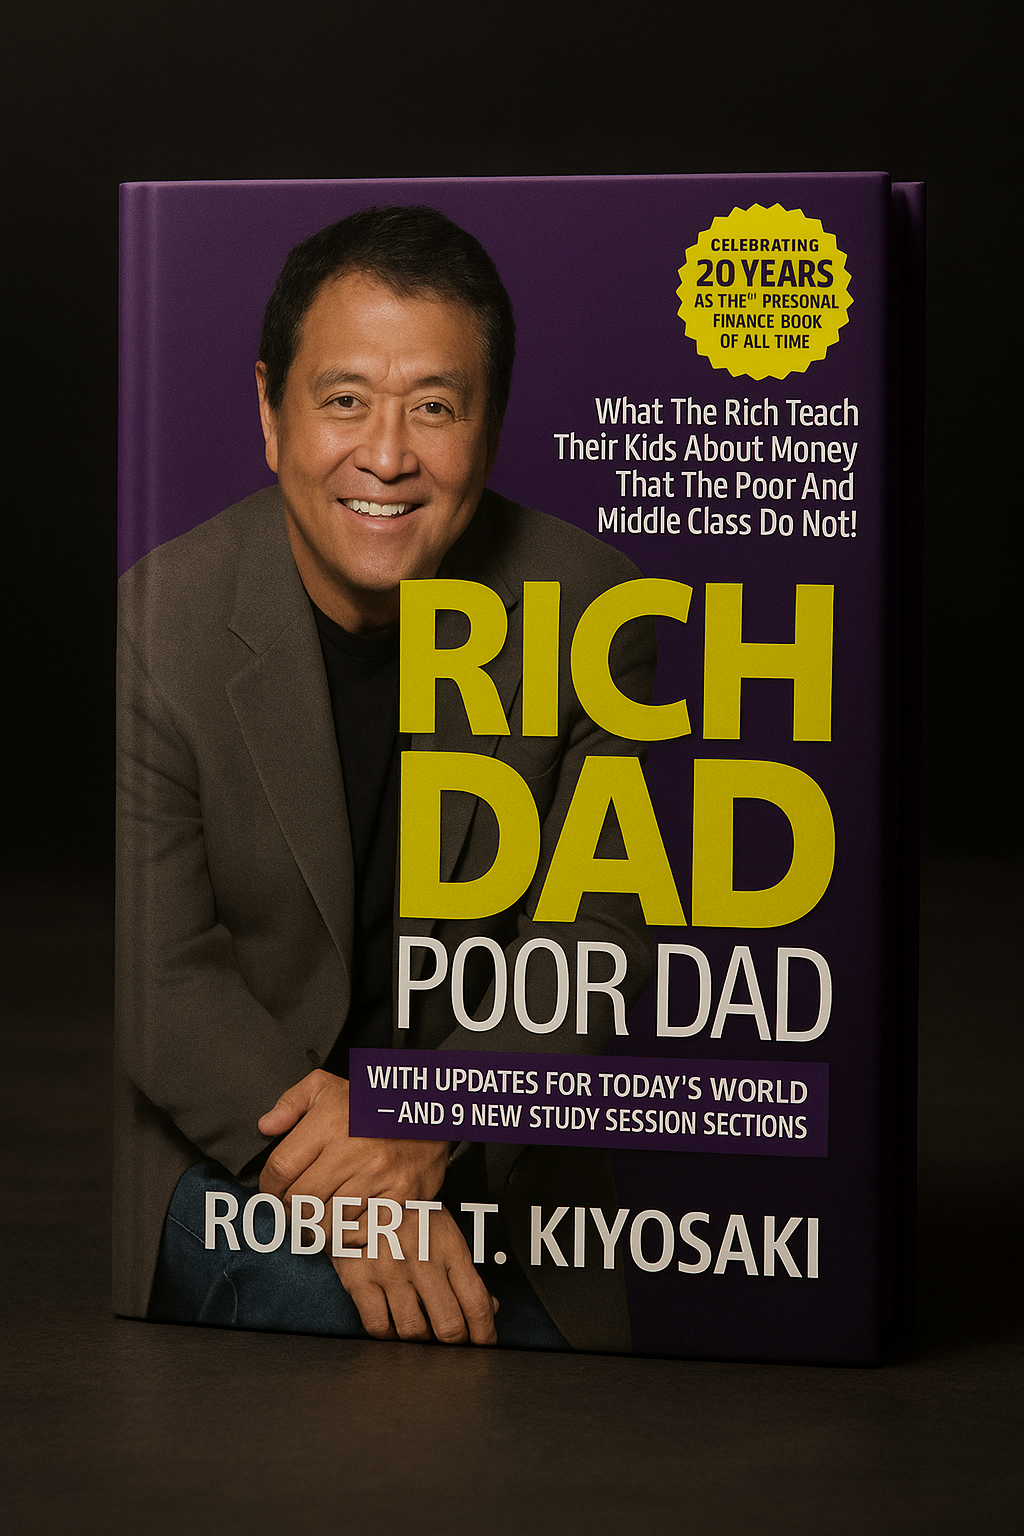 CELEBRATING
20 YEARS
AS THE PRESONAL
FINANCE BOOK
OF ALL TIME
What The Rich Teach
Their Kids About Money
That The Poor And
Middle Class Do Not!
RICH
DAD
POOR DAD
WITH UPDATES FOR TODAY'S WORLD
—AND 9 NEW STUDY SESSION SECTIONS
ROBERT T. KIYOSAKI